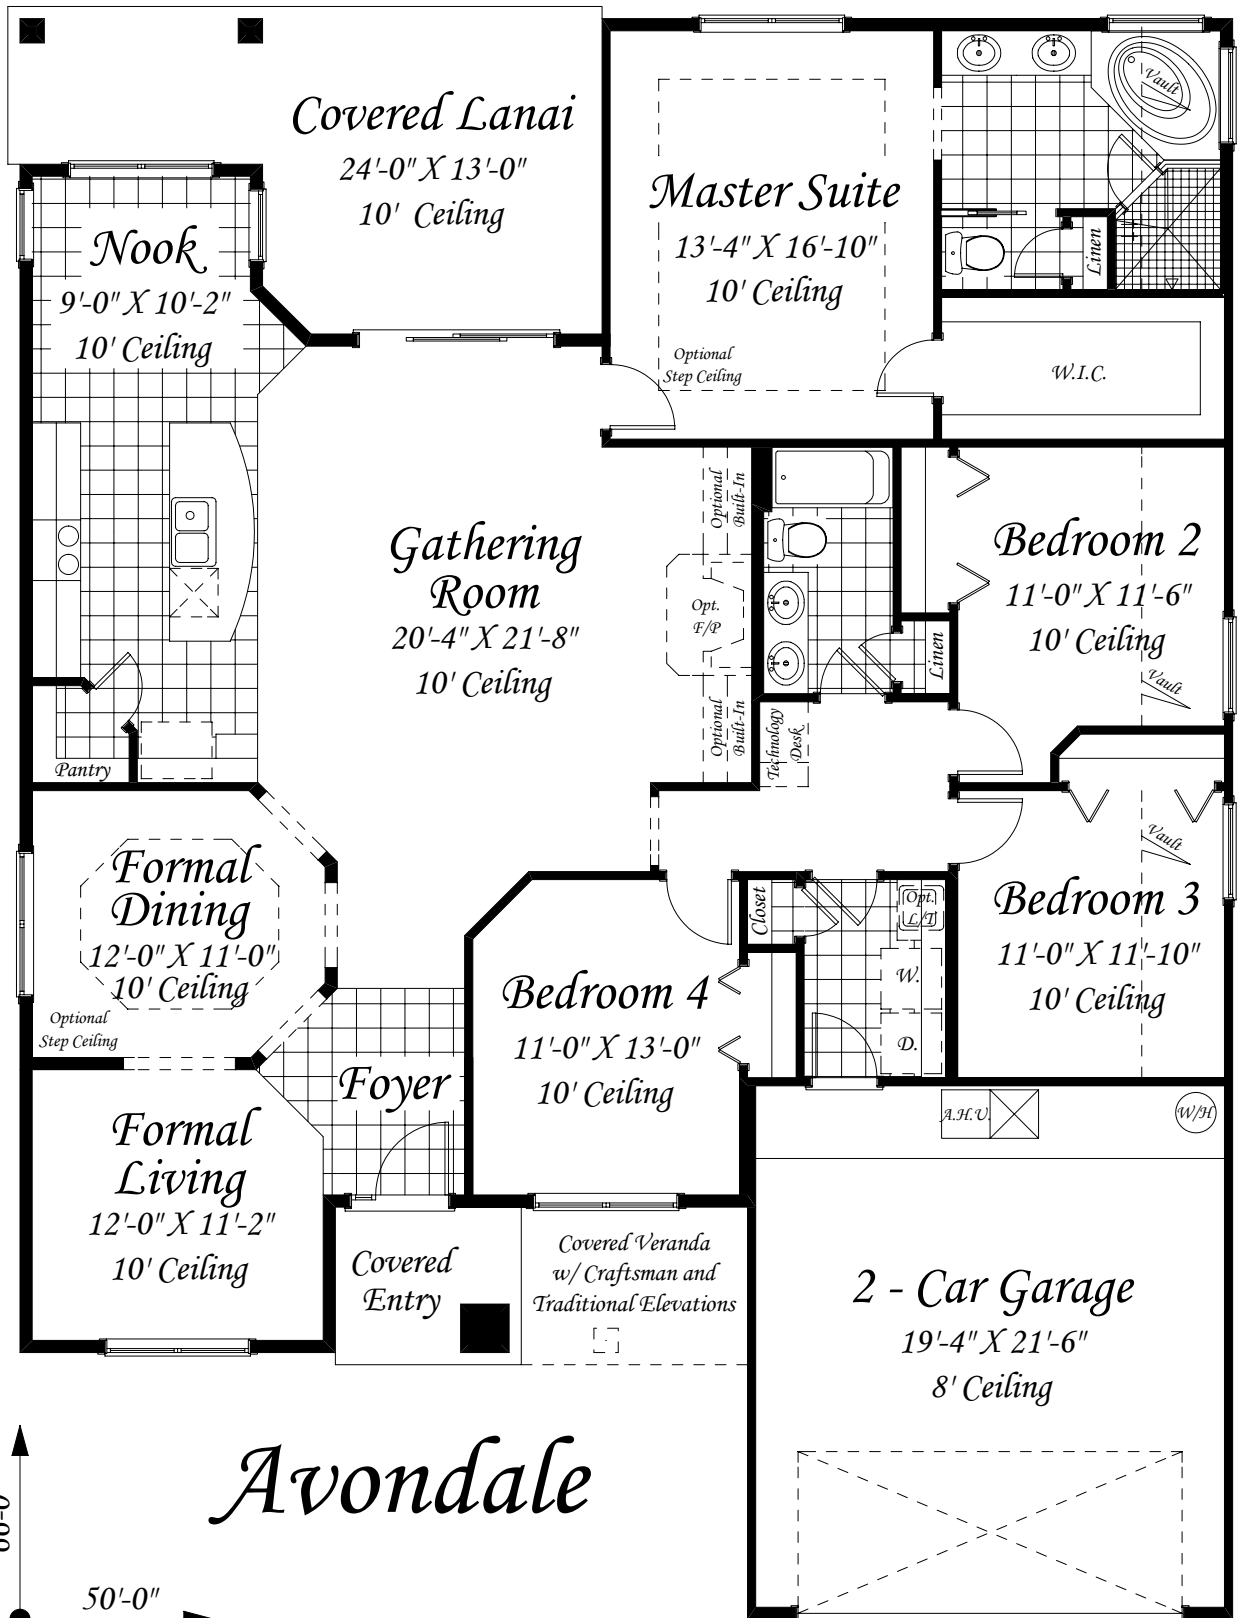 Covered Lanai
24'-0" X 13'-0"
10' Ceiling
Master Suite
13'-4" X 16'-10"
10' Ceiling
Optional
Step Ceiling
Vault
Linen
W.I.C.
Nook
9'-0" X 10'-2"
10' Ceiling
Gathering
Room
20'-4" X 21'-8"
10' Ceiling
Optional
Built-In
Opt.
F/P
Optional
Built-In
Bedroom 2
11'-0" X 11'-6"
10' Ceiling
Vault
Linen
Technology
Desk
Pantry
Formal
Dining
12'-0" X 11'-0"
10' Ceiling
Optional
Step Ceiling
Vault
Bedroom 3
11'-0" X 11'-10"
10' Ceiling
Closet
Opt.
L/T
W.
D.
Bedroom 4
11'-0" X 13'-0"
10' Ceiling
Foyer
Formal
Living
12'-0" X 11'-2"
10' Ceiling
A.H.U.
W/H
Covered
Entry
Covered Veranda
w/ Craftsman and
Traditional Elevations
2 - Car Garage
19'-4" X 21'-6"
8' Ceiling
Avondale
50'-0"